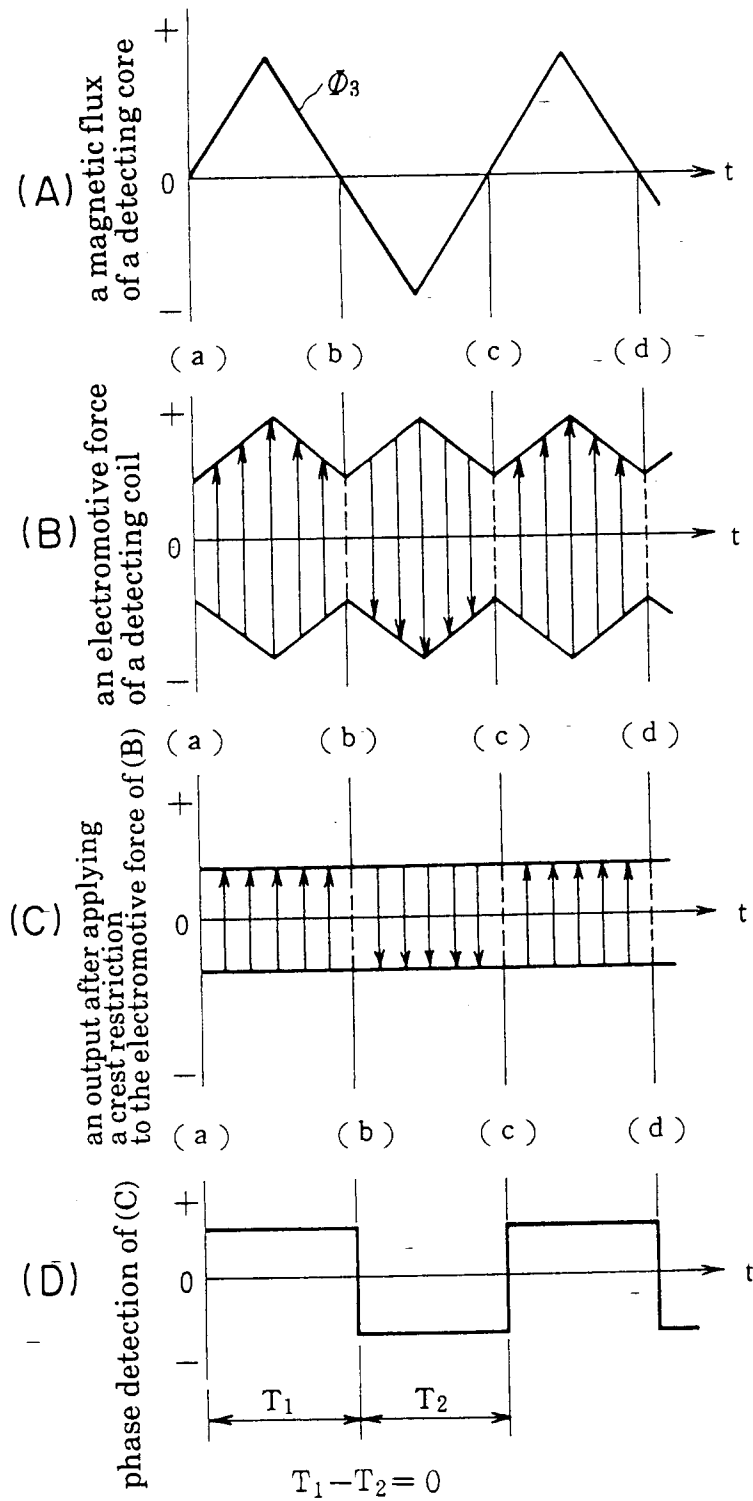 (A)
a magnetic flux
of a detecting core
+
0
−
Φ₃
t
(a) (b) (c) (d)
(B)
an electromotive force
of a detecting coil
+
0
−
t
(a) (b) (c) (d)
(C)
an output after applying
a crest restriction
to the electromotive force of (B)
+
0
−
t
(a) (b) (c) (d)
(D)
phase detection of (C)
+
0
−
t
T₁ T₂
T₁−T₂=0